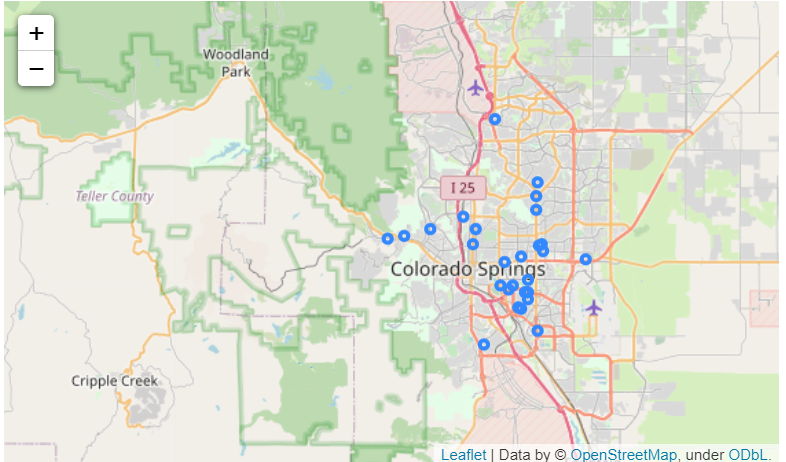 +
−
Woodland
Park
Teller County
I 25
Colorado Springs
Cripple Creek
Leaflet | Data by © OpenStreetMap, under ODbL.